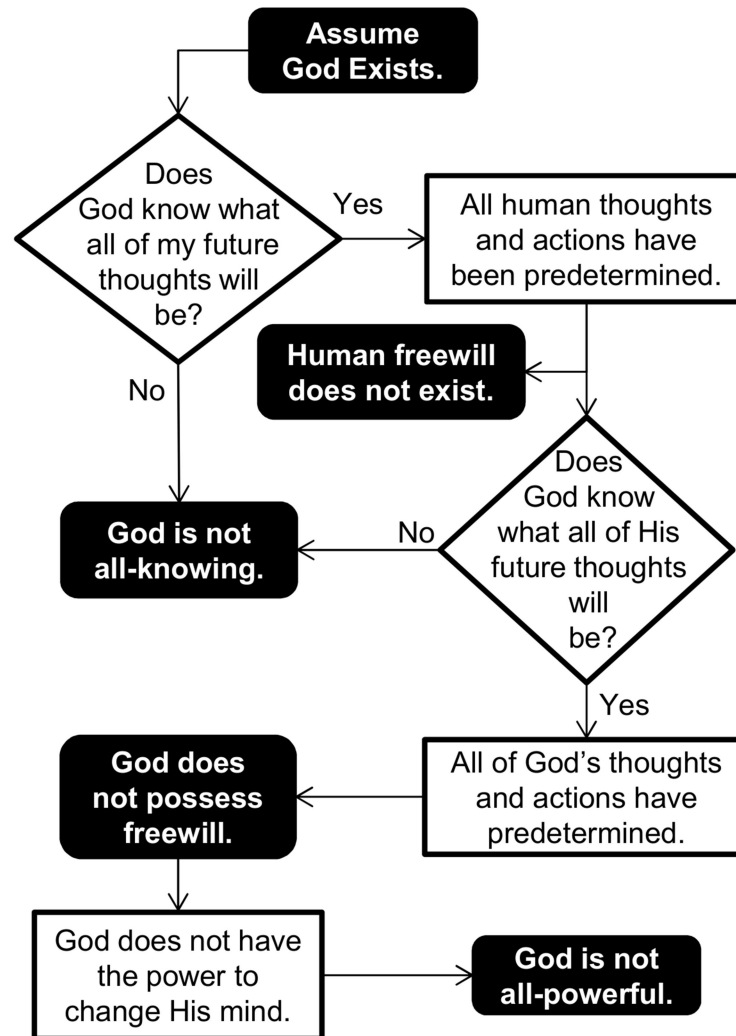 Assume
God Exists.
Does
God know what
all of my future
thoughts will
be?
Yes
All human thoughts
and actions have
been predetermined.
Human freewill
does not exist.
No
Does
God know
what all of His
future thoughts
will
be?
No
God is not
all-knowing.
Yes
All of God’s thoughts
and actions have
predetermined.
God does
not possess
freewill.
God does not have
the power to
change His mind.
God is not
all-powerful.